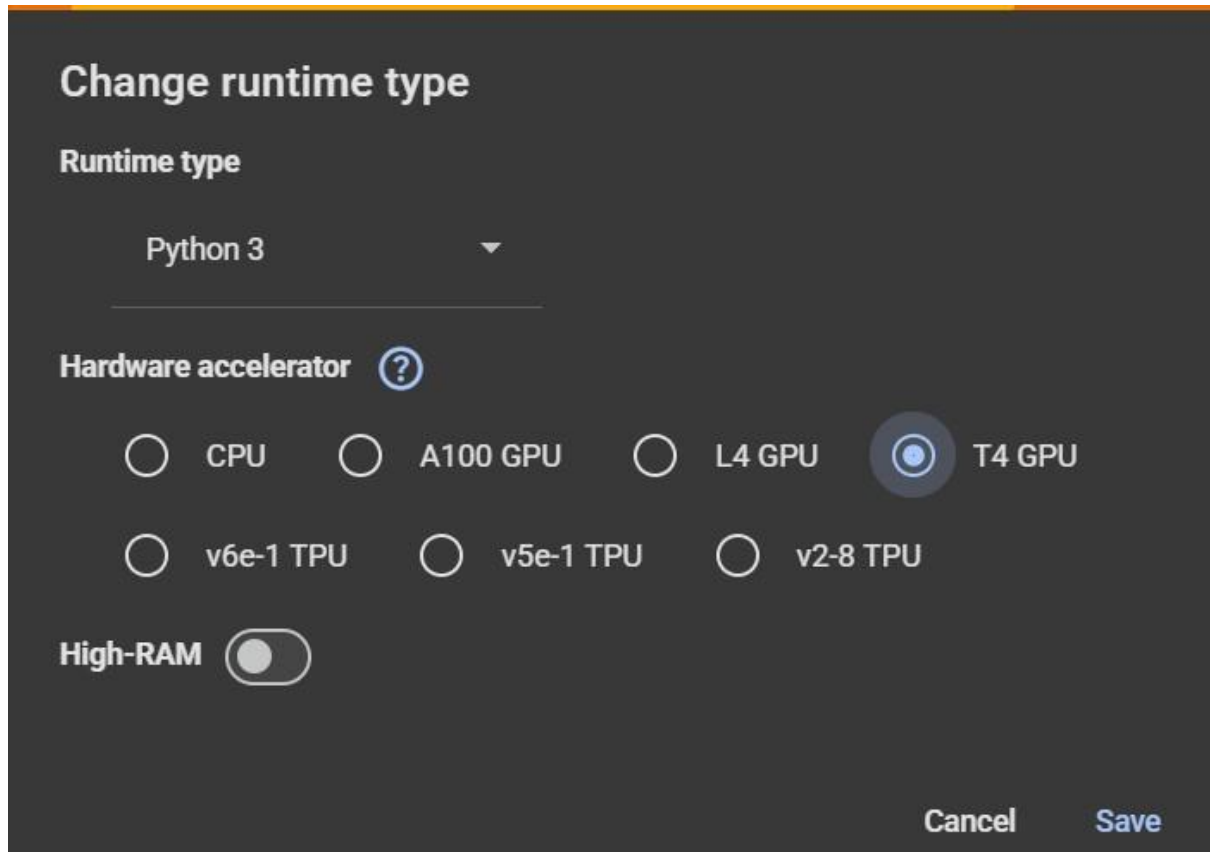 Change runtime type
Runtime type
Python 3
Hardware accelerator ?
CPU A100 GPU L4 GPU T4 GPU
v6e-1 TPU v5e-1 TPU v2-8 TPU
High-RAM
Cancel Save